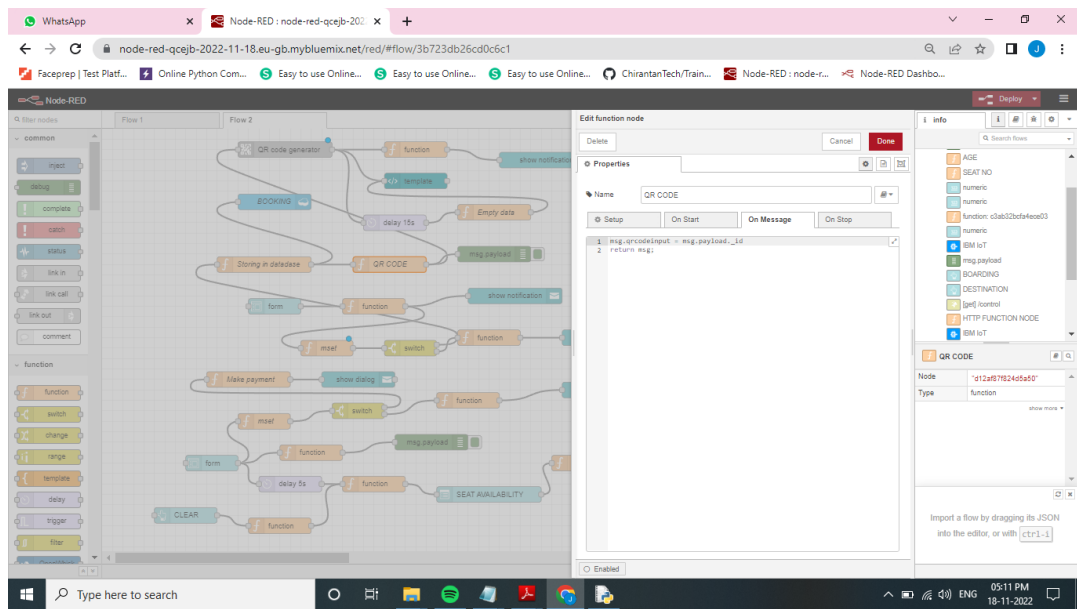 WhatsApp
Node-RED : node-red-qcejb-202
node-red-qcejb-2022-11-18.eu-gb.mybluemix.net/red/#flow/3b723db26cd0c6c1
Faceprep | Test Platf...
Online Python Com...
Easy to use Online...
Easy to use Online...
Easy to use Online...
ChirantanTech/Train...
Node-RED : node-r...
Node-RED Dashbo...
Node-RED
Deploy
filter nodes
common
inject
debug
complete
catch
status
link in
link call
link out
comment
function
function
switch
change
range
template
delay
trigger
filter
Flow 1
Flow 2
QR code generator
function
show notification
template
BOOKING
delay 15s
Empty data
msg.payload
Storing in datadase
QR CODE
form
function
show notification
function
mset
switch
Make payment
show dialog
function
switch
mset
msg.payload
function
form
delay 5s
function
SEAT AVAILABILITY
CLEAR
function
Edit function node
Delete
Cancel
Done
Properties
Name
QR CODE
Setup
On Start
On Message
On Stop
1 msg.qrcodeinput = msg.payload._id
2 return msg;
Enabled
info
Search flows
AGE
SEAT NO
numeric
numeric
function: c3ab32bcfa4ece03
numeric
IBM IoT
msg.payload
BOARDING
DESTINATION
[get] /control
HTTP FUNCTION NODE
IBM IoT
QR CODE
Node "d12af87f824d5a50"
Type function
show more
Import a flow by dragging its JSON
into the editor, or with ctrl-i
Type here to search
ENG
05:11 PM
18-11-2022